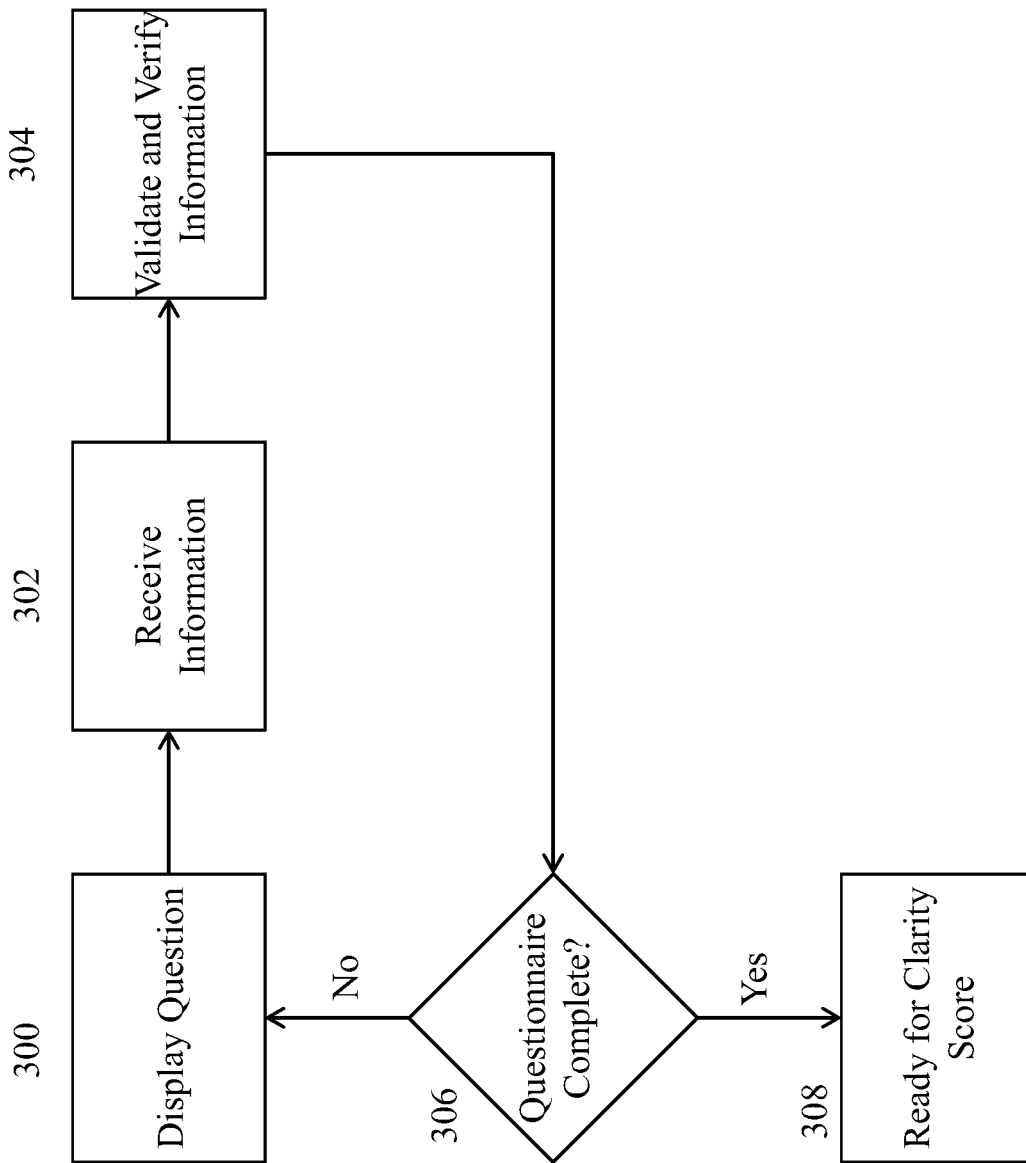 300
Display Question
302
Receive
Information
304
Validate and Verify
Information
306
Questionnaire
Complete?
No
Yes
308
Ready for Clarity
Score